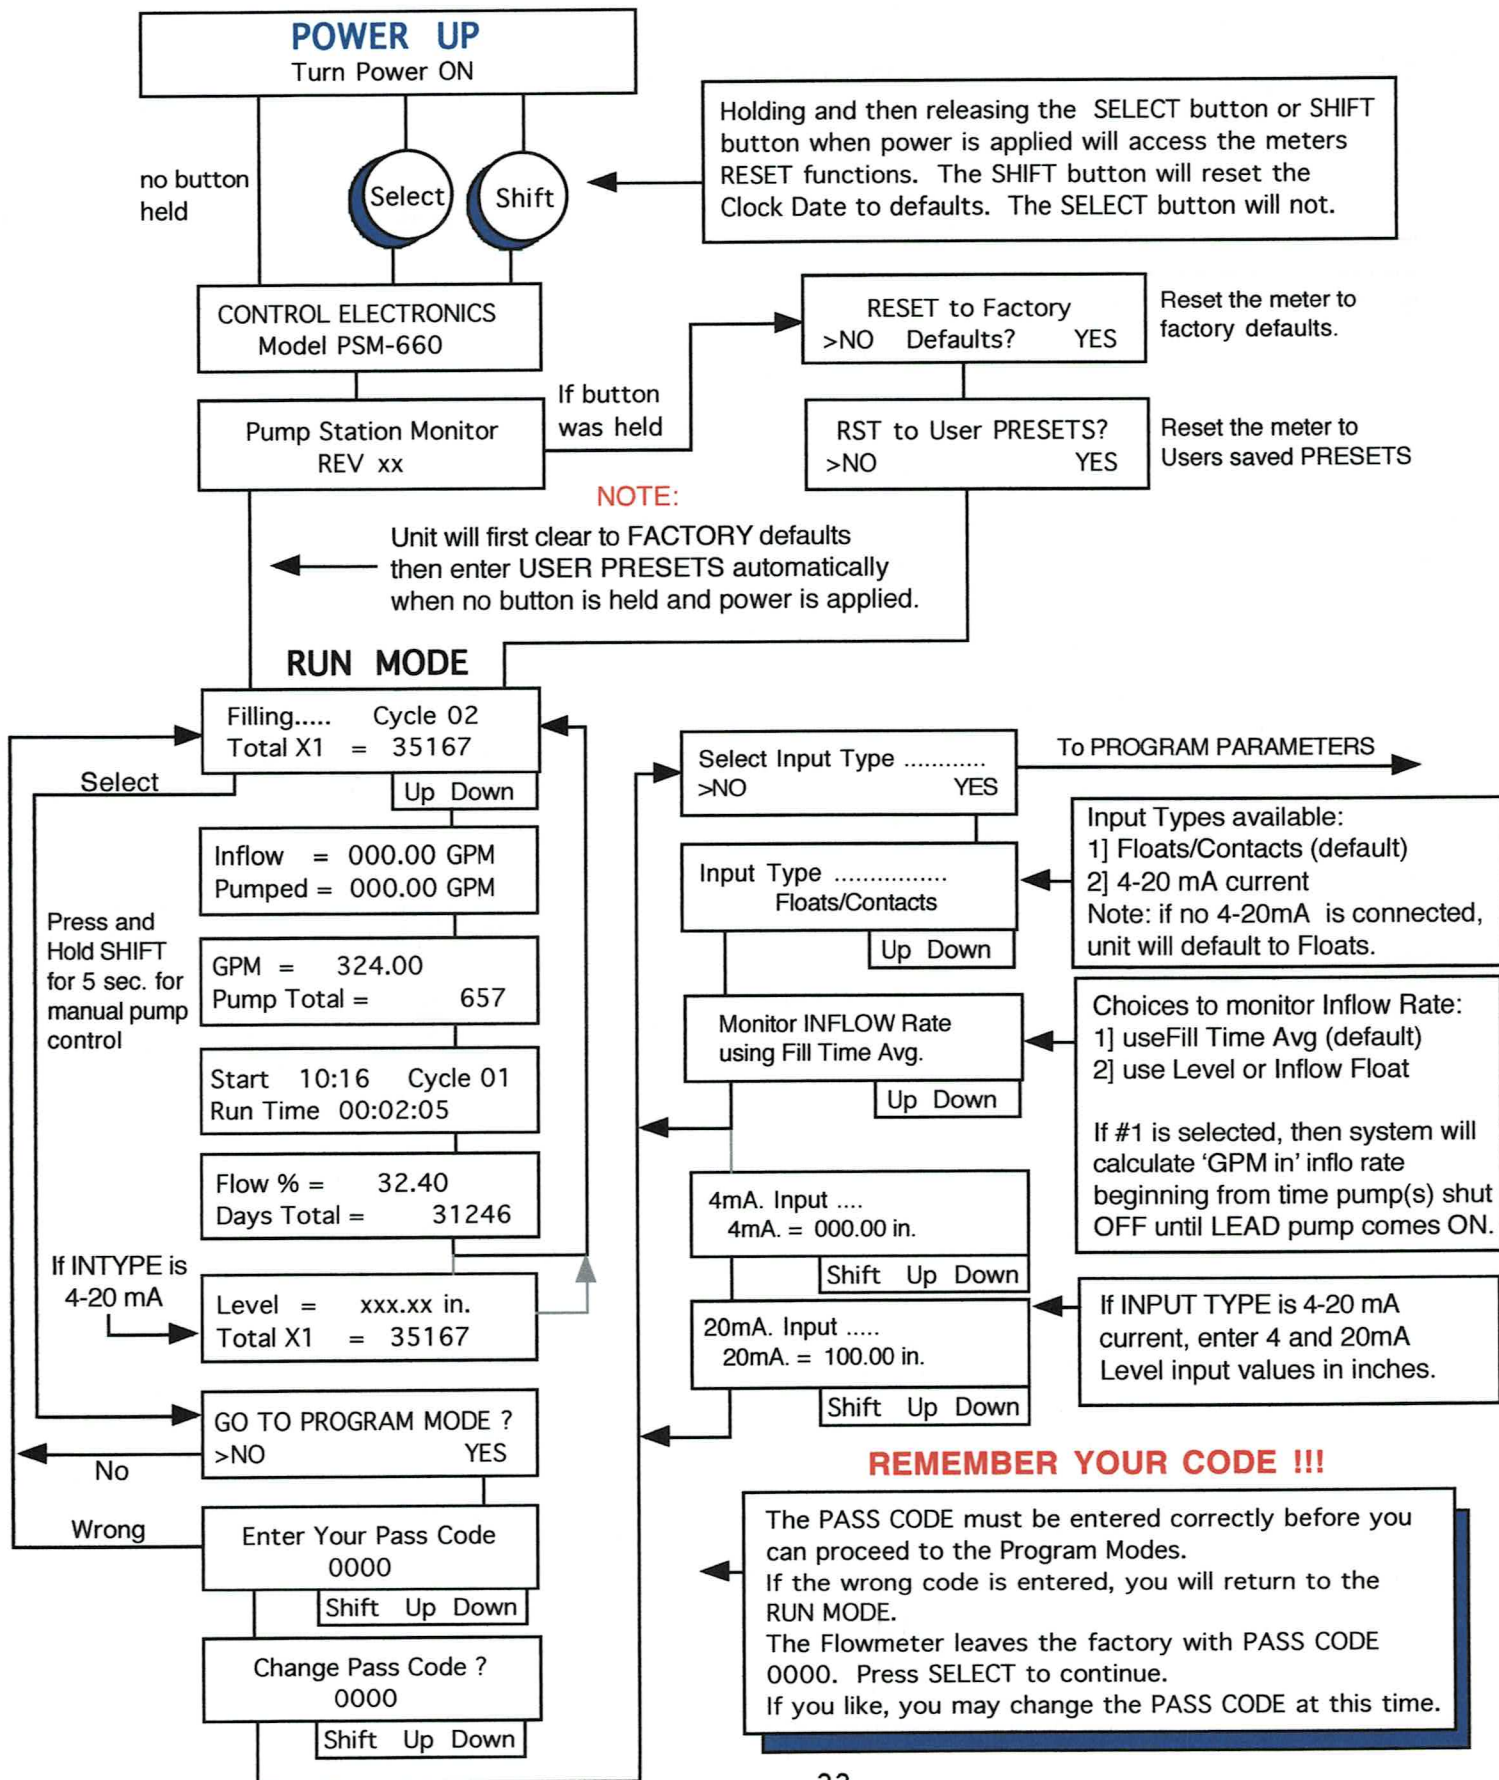 POWER UP
Turn Power ON
no button
held
Select
Shift
Holding and then releasing the SELECT button or SHIFT
button when power is applied will access the meters
RESET functions. The SHIFT button will reset the
Clock Date to defaults. The SELECT button will not.
CONTROL ELECTRONICS
Model PSM-660
Pump Station Monitor
REV xx
If button
was held
RESET to Factory
>NO Defaults? YES
Reset the meter to
factory defaults.
RST to User PRESETS?
>NO YES
Reset the meter to
Users saved PRESETS
NOTE:
Unit will first clear to FACTORY defaults
then enter USER PRESETS automatically
when no button is held and power is applied.
RUN MODE
Filling..... Cycle 02
Total X1 = 35167
Up Down
Select
Inflow = 000.00 GPM
Pumped = 000.00 GPM
Press and
Hold SHIFT
for 5 sec. for
manual pump
control
GPM = 324.00
Pump Total = 657
Start 10:16 Cycle 01
Run Time 00:02:05
Flow % = 32.40
Days Total = 31246
If INTYPE is
4-20 mA
Level = xxx.xx in.
Total X1 = 35167
GO TO PROGRAM MODE ?
>NO YES
No
Wrong
Enter Your Pass Code
0000
Shift Up Down
Change Pass Code ?
0000
Shift Up Down
Select Input Type ............
>NO YES
To PROGRAM PARAMETERS
Input Type ................
Floats/Contacts
Up Down
Input Types available:
1] Floats/Contacts (default)
2] 4-20 mA current
Note: if no 4-20mA is connected,
unit will default to Floats.
Monitor INFLOW Rate
using Fill Time Avg.
Up Down
Choices to monitor Inflow Rate:
1] useFill Time Avg (default)
2] use Level or Inflow Float
If #1 is selected, then system will
calculate ‘GPM in’ inflo rate
beginning from time pump(s) shut
OFF until LEAD pump comes ON.
4mA. Input ....
4mA. = 000.00 in.
Shift Up Down
20mA. Input .....
20mA. = 100.00 in.
Shift Up Down
If INPUT TYPE is 4-20 mA
current, enter 4 and 20mA
Level input values in inches.
REMEMBER YOUR CODE !!!
The PASS CODE must be entered correctly before you
can proceed to the Program Modes.
If the wrong code is entered, you will return to the
RUN MODE.
The Flowmeter leaves the factory with PASS CODE
0000. Press SELECT to continue.
If you like, you may change the PASS CODE at this time.